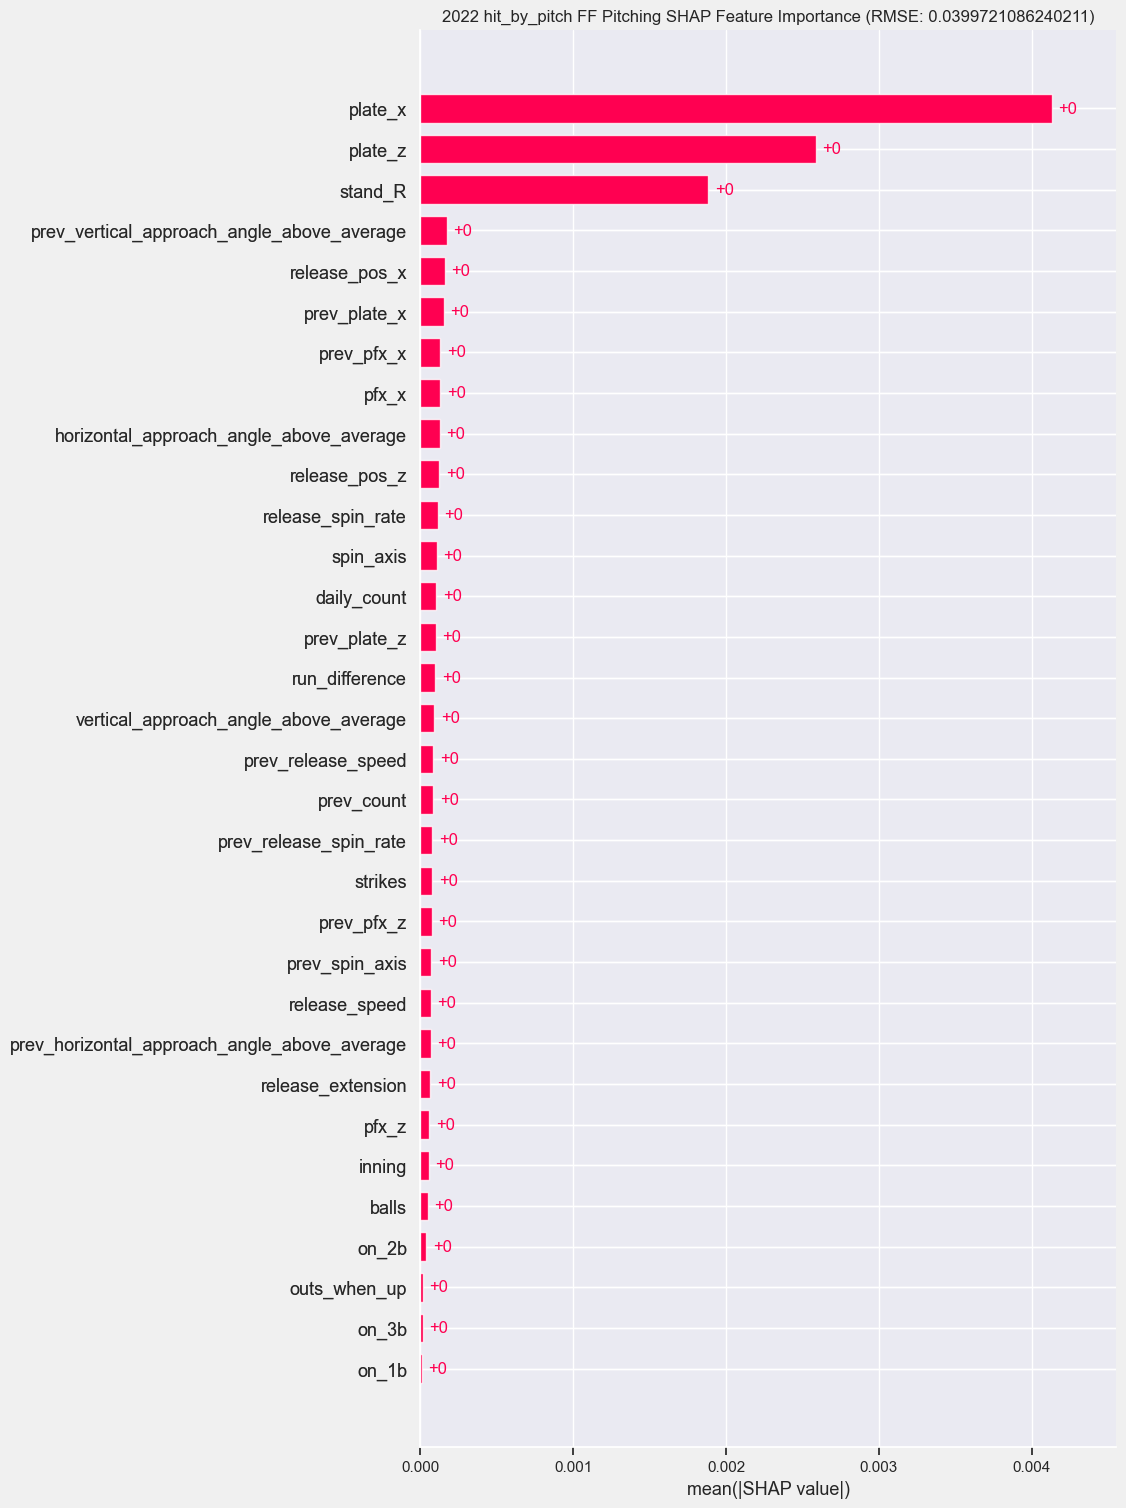 2022 hit_by_pitch FF Pitching SHAP Feature Importance (RMSE: 0.0399721086240211)
plate_x +0
plate_z +0
stand_R +0
prev_vertical_approach_angle_above_average +0
release_pos_x +0
prev_plate_x +0
prev_pfx_x +0
pfx_x +0
horizontal_approach_angle_above_average +0
release_pos_z +0
release_spin_rate +0
spin_axis +0
daily_count +0
prev_plate_z +0
run_difference +0
vertical_approach_angle_above_average +0
prev_release_speed +0
prev_count +0
prev_release_spin_rate +0
strikes +0
prev_pfx_z +0
prev_spin_axis +0
release_speed +0
prev_horizontal_approach_angle_above_average +0
release_extension +0
pfx_z +0
inning +0
balls +0
on_2b +0
outs_when_up +0
on_3b +0
on_1b +0
0.000 0.001 0.002 0.003 0.004
mean(|SHAP value|)